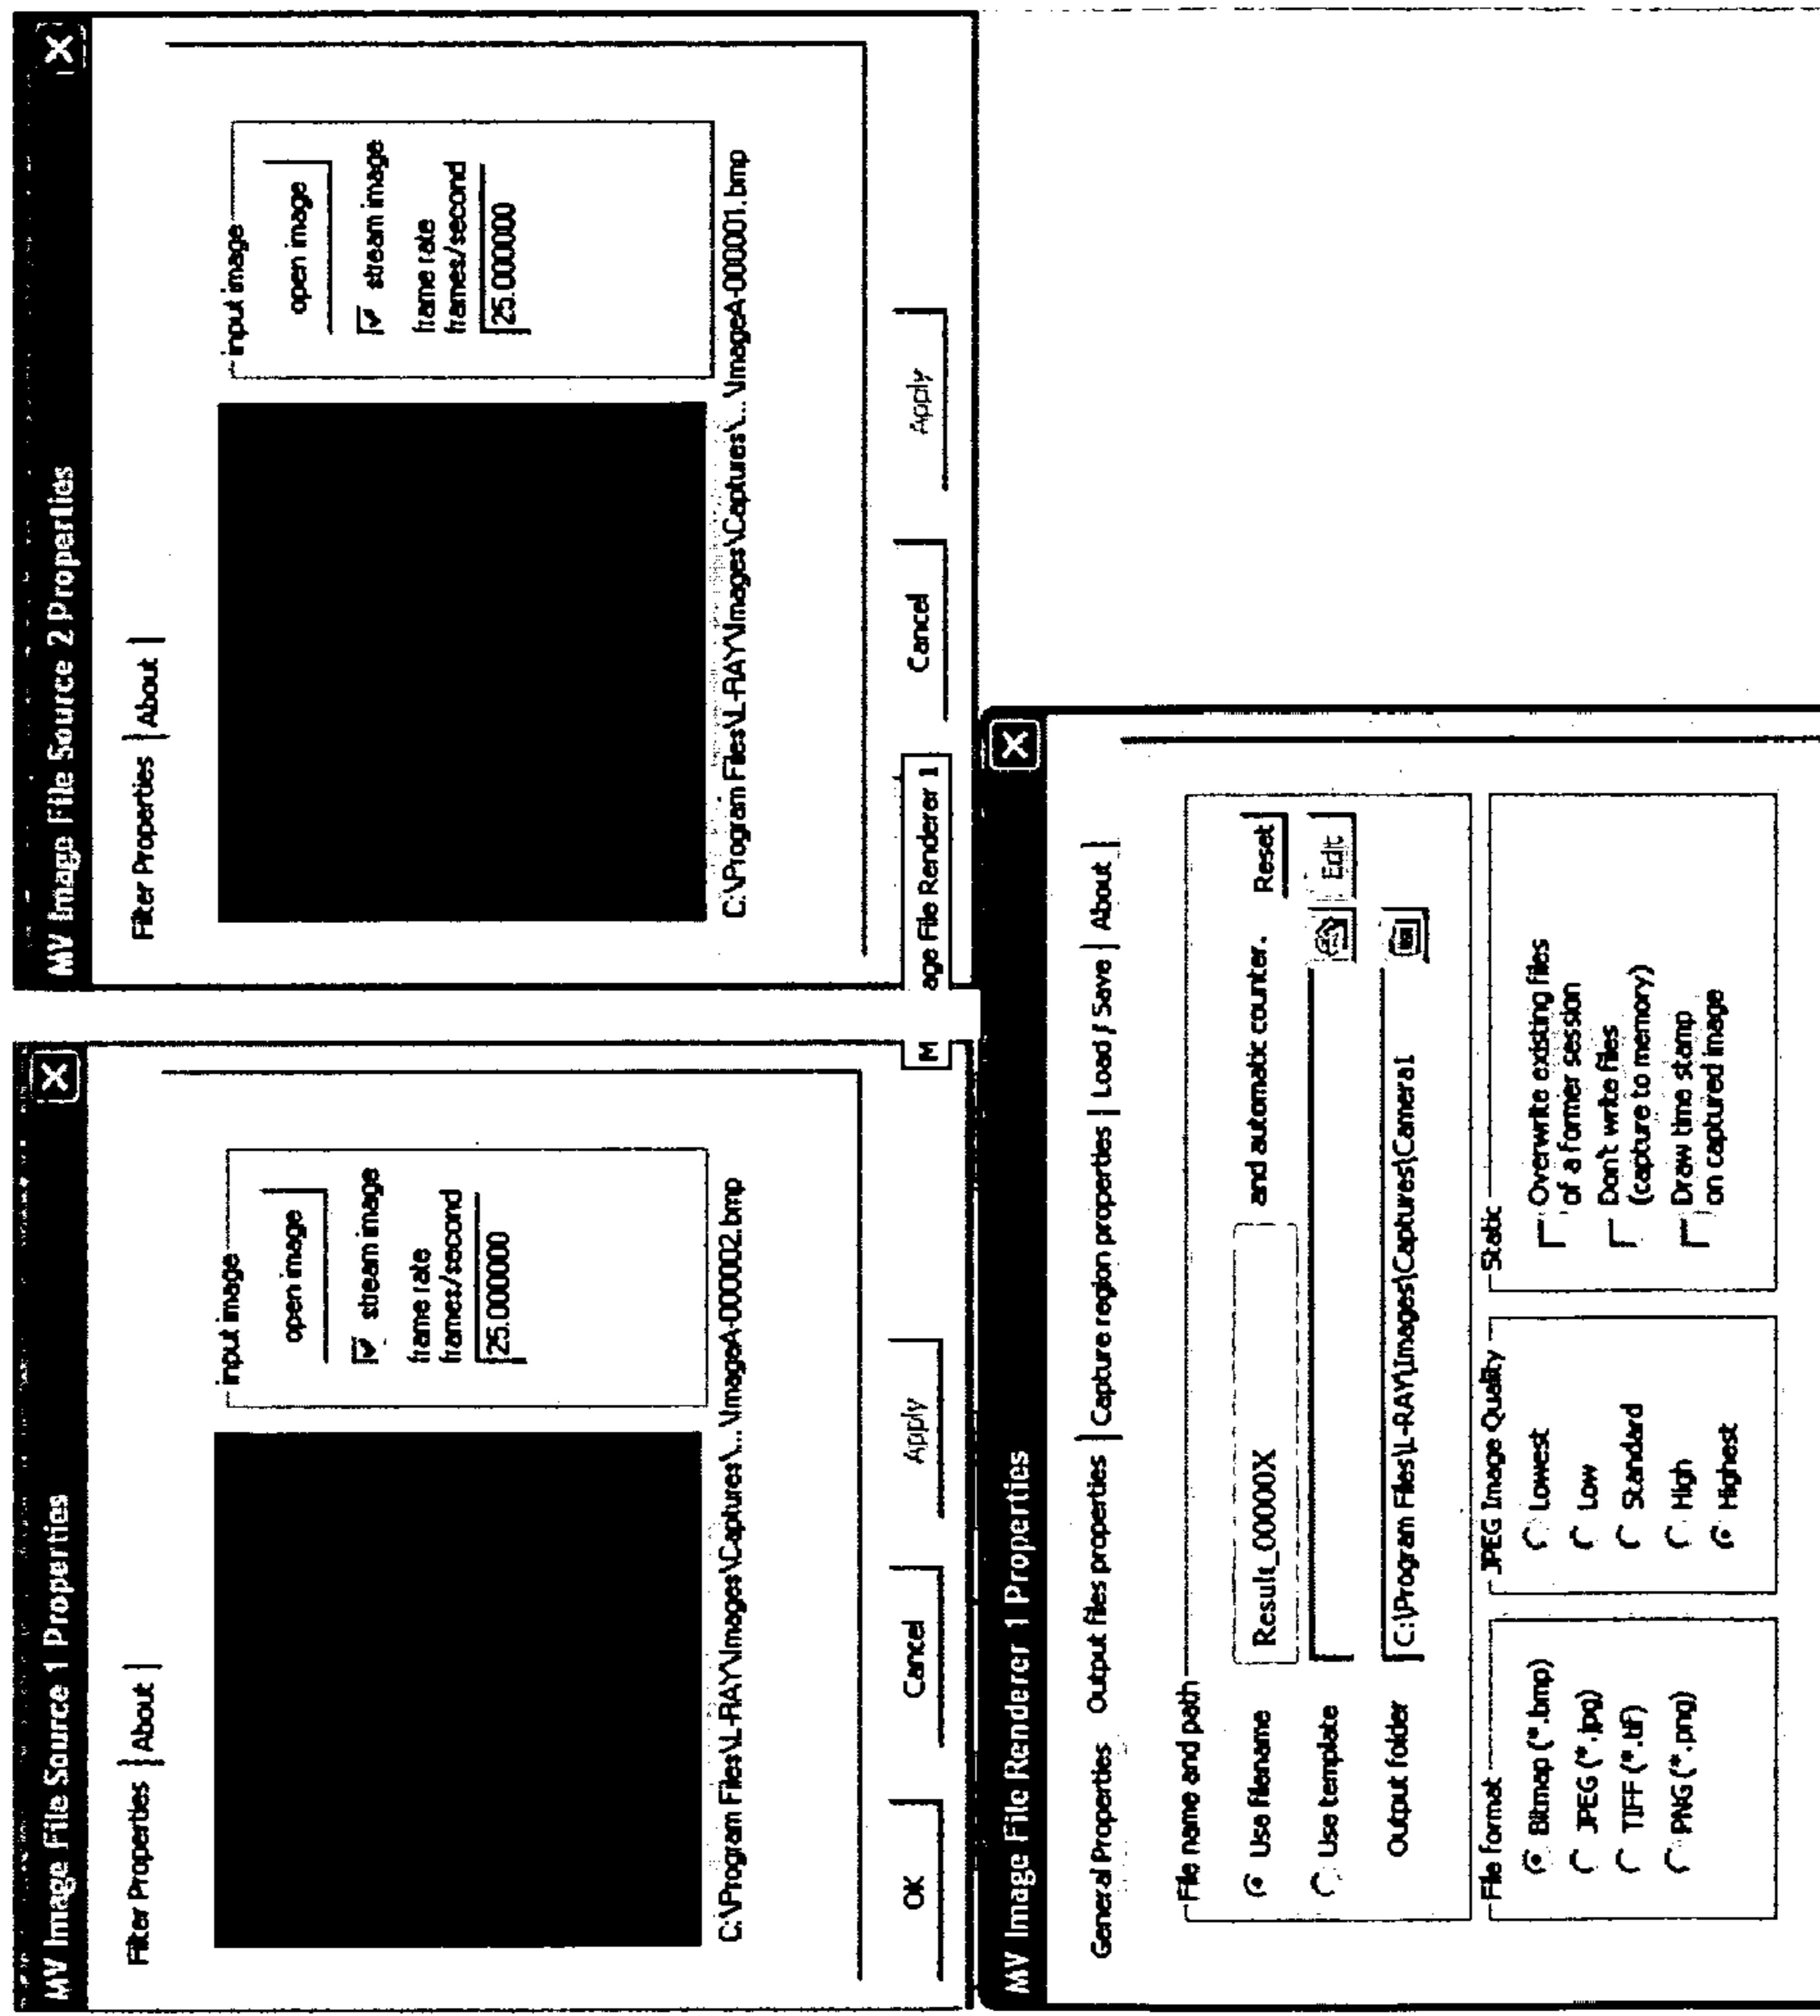 MV Image File Source 1 Properties
Filter Properties | About |
input image
open image
stream image
frame rate
frames/second
25.000000
C:\Program Files\L-RAY\Images\Captures\... \ImageA-000002.bmp
OK
Cancel
Apply
MV Image File Source 2 Properties
Filter Properties | About |
input image
open image
stream image
frame rate
frames/second
25.000000
C:\Program Files\L-RAY\Images\Captures\... \ImageA-000001.bmp
M age File Renderer 1
Cancel
Apply
MV Image File Renderer 1 Properties
General Properties Output files properties | Capture region properties | Load / Save | About |
File name and path
Use filename Result_00000X and automatic counter. Reset
Use template Edit
Output folder C:\Program Files\L-RAY\Images\Captures\Camera1
File format
Bitmap (*.bmp)
JPEG (*.jpg)
TIFF (*.tif)
PNG (*.png)
JPEG Image Quality
Lowest
Low
Standard
High
Highest
Static
Overwrite existing files
of a former session
Don't write files
(capture to memory)
Draw time stamp
on captured image